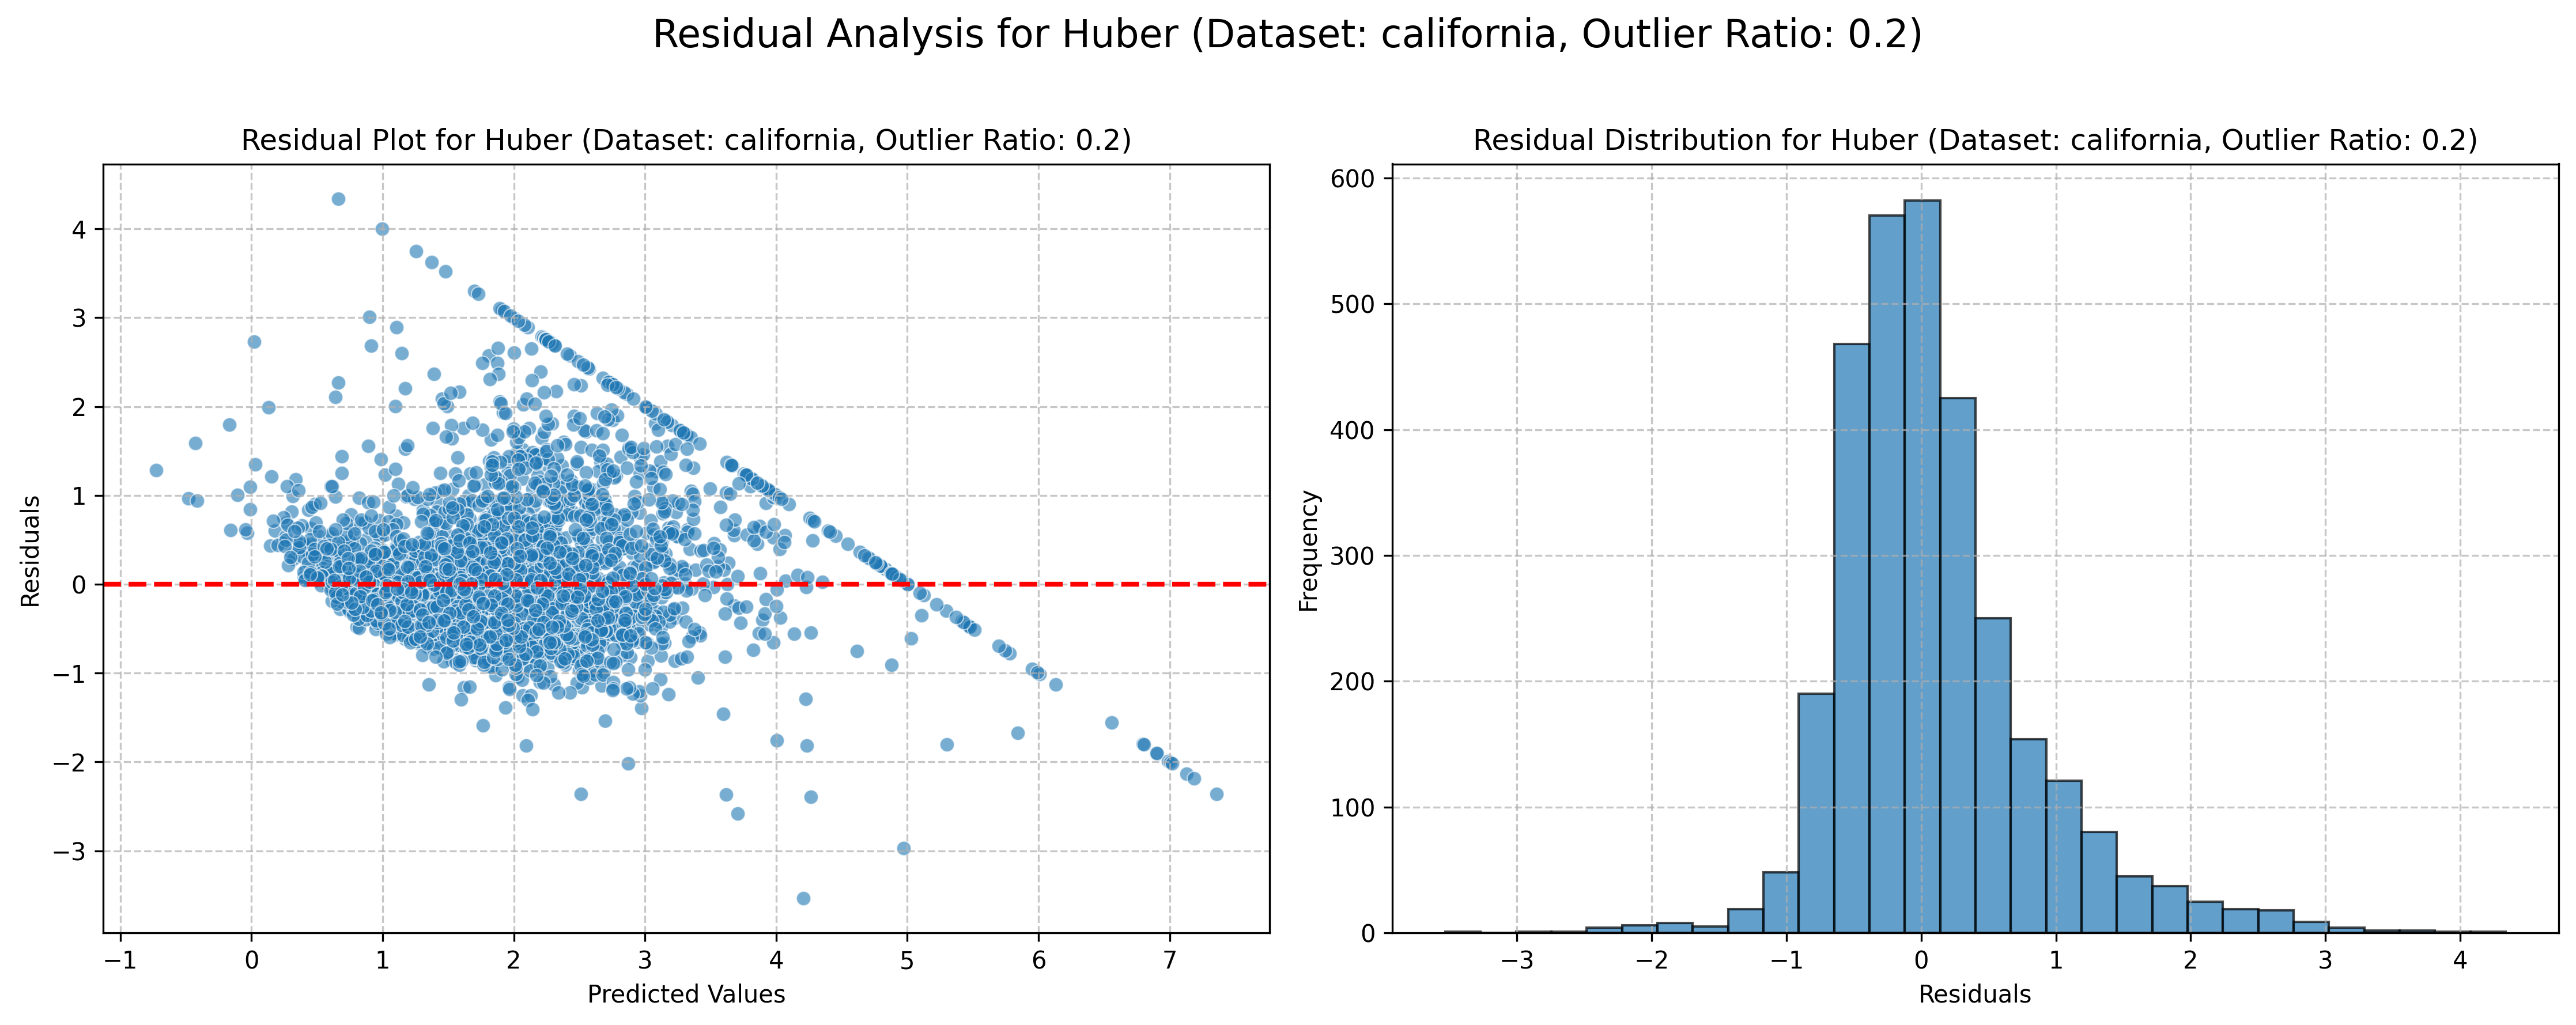 Residual Analysis for Huber (Dataset: california, Outlier Ratio: 0.2)
Residual Plot for Huber (Dataset: california, Outlier Ratio: 0.2)
Residuals
4
3
2
1
0
−1
−2
−3
−1 0 1 2 3 4 5 6 7
Predicted Values
Residual Distribution for Huber (Dataset: california, Outlier Ratio: 0.2)
Frequency
600
500
400
300
200
100
0
−3 −2 −1 0 1 2 3 4
Residuals